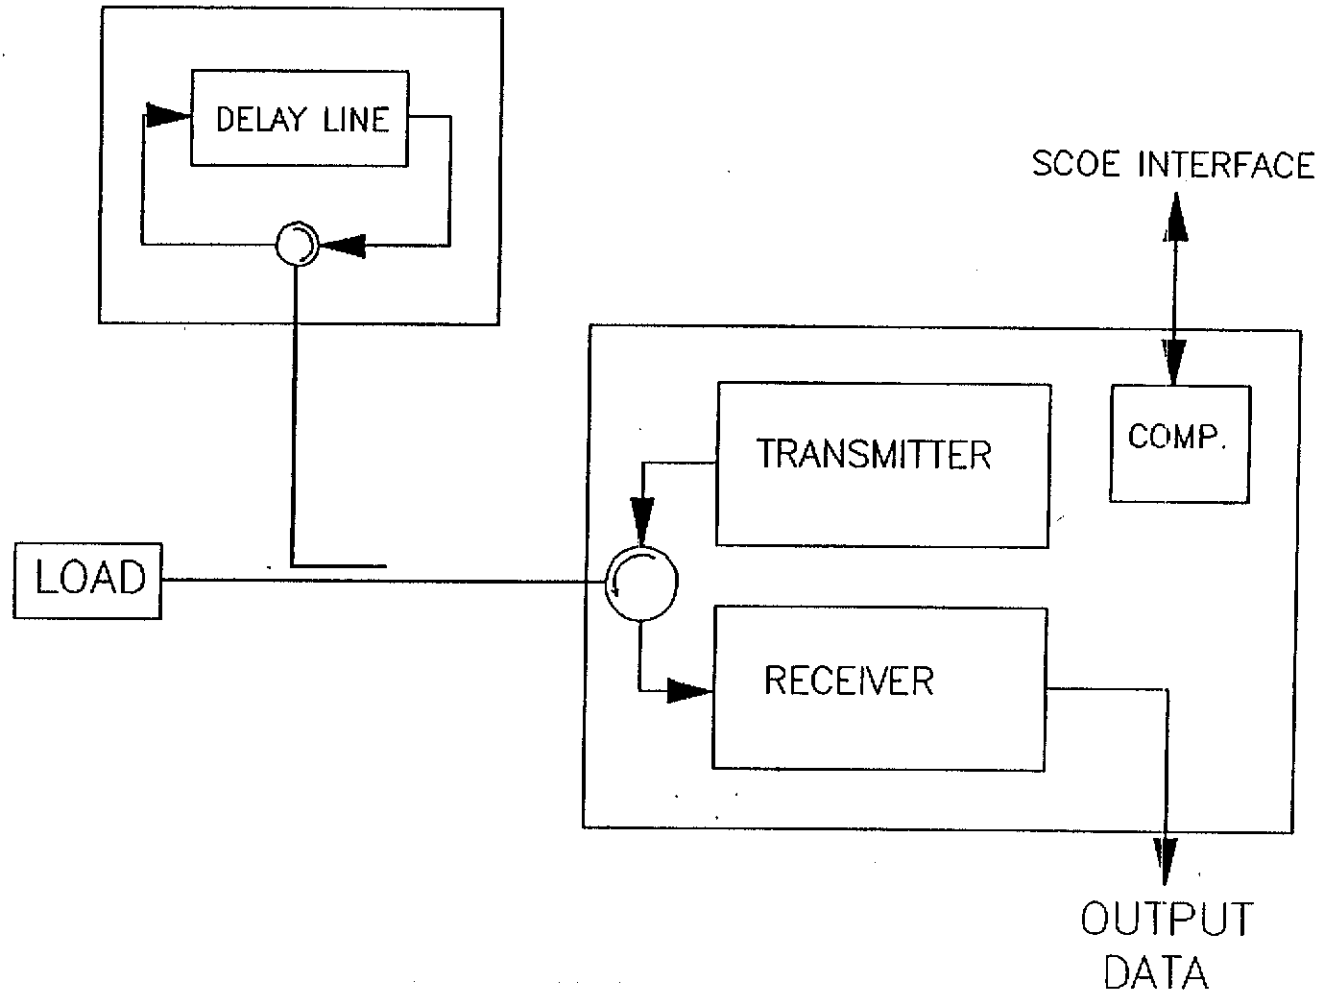 DELAY LINE
SCOE INTERFACE
TRANSMITTER
COMP.
LOAD
RECEIVER
OUTPUT
DATA